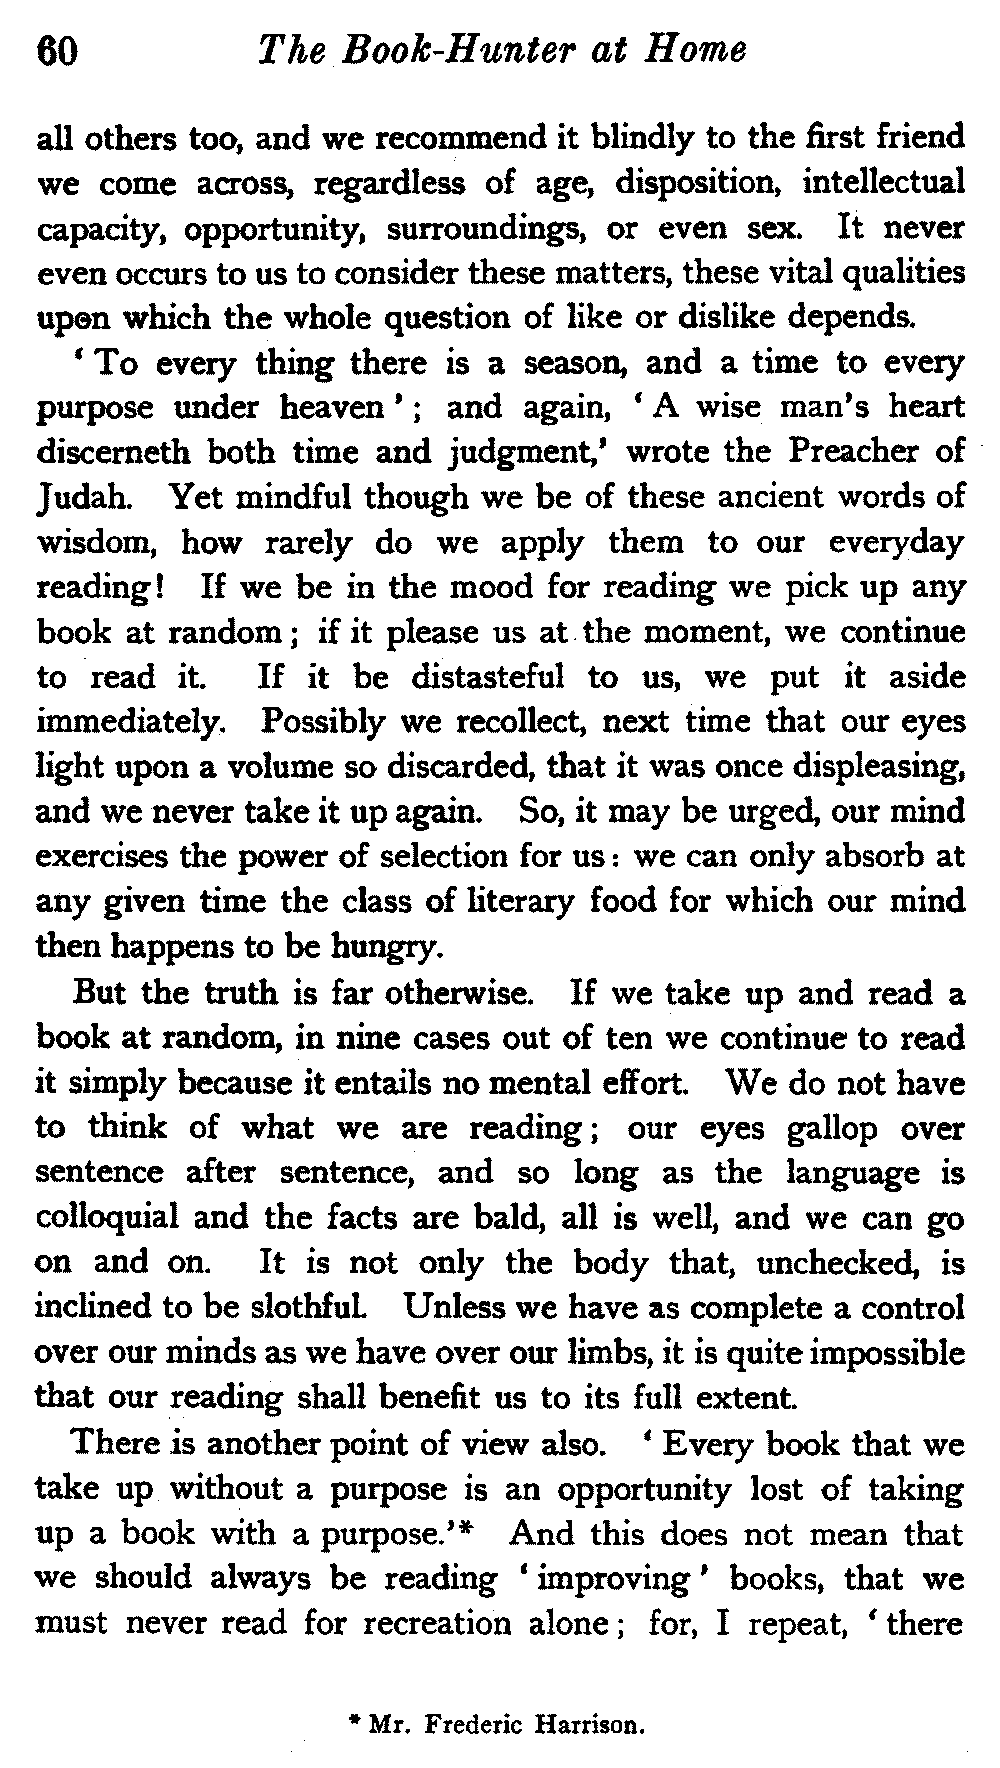 60 The Book-Hunter at Home
all others too, and we recommend it blindly to the first friend
we come across, regardless of age, disposition, intellectual
capacity, opportunity, surroundings, or even sex. It never
even occurs to us to consider these matters, these vital qualities
upon which the whole question of like or dislike depends.
‘ To every thing there is a season, and a time to every
purpose under heaven ’ ; and again, ‘ A wise man’s heart
discerneth both time and judgment,’ wrote the Preacher of
Judah. Yet mindful though we be of these ancient words of
wisdom, how rarely do we apply them to our everyday
reading! If we be in the mood for reading we pick up any
book at random ; if it please us at the moment, we continue
to read it. If it be distasteful to us, we put it aside
immediately. Possibly we recollect, next time that our eyes
light upon a volume so discarded, that it was once displeasing,
and we never take it up again. So, it may be urged, our mind
exercises the power of selection for us : we can only absorb at
any given time the class of literary food for which our mind
then happens to be hungry.
But the truth is far otherwise. If we take up and read a
book at random, in nine cases out of ten we continue to read
it simply because it entails no mental effort. We do not have
to think of what we are reading ; our eyes gallop over
sentence after sentence, and so long as the language is
colloquial and the facts are bald, all is well, and we can go
on and on. It is not only the body that, unchecked, is
inclined to be slothful. Unless we have as complete a control
over our minds as we have over our limbs, it is quite impossible
that our reading shall benefit us to its full extent.
There is another point of view also. ‘ Every book that we
take up without a purpose is an opportunity lost of taking
up a book with a purpose.’* And this does not mean that
we should always be reading ‘ improving ’ books, that we
must never read for recreation alone ; for, I repeat, ‘ there
* Mr. Frederic Harrison.